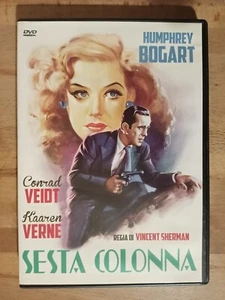 DVD
HUMPHREY
BOGART
Conrad
VEIDT
Kaaren
VERNE
REGIA DI VINCENT SHERMAN
SESTA COLONNA